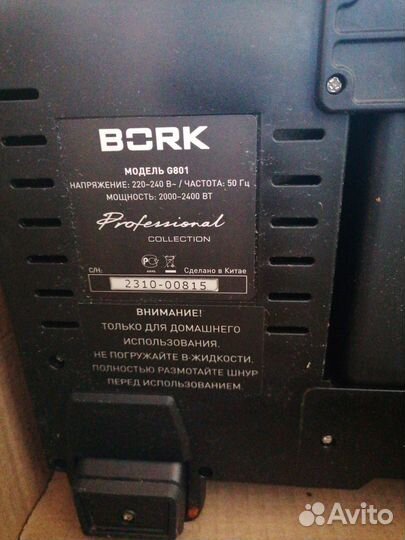 BORK
МОДЕЛЬ G801
НАПРЯЖЕНИЕ: 220–240 В~ / ЧАСТОТА: 50 Гц
МОЩНОСТЬ: 2000–2400 ВТ
Professional
COLLECTION
С/Н:
Сделано в Китае
2310-00815
ВНИМАНИЕ!
ТОЛЬКО ДЛЯ ДОМАШНЕГО
ИСПОЛЬЗОВАНИЯ.
НЕ ПОГРУЖАЙТЕ В ЖИДКОСТИ.
ПОЛНОСТЬЮ РАЗМОТАЙТЕ ШНУР
ПЕРЕД ИСПОЛЬЗОВАНИЕМ.
Avito